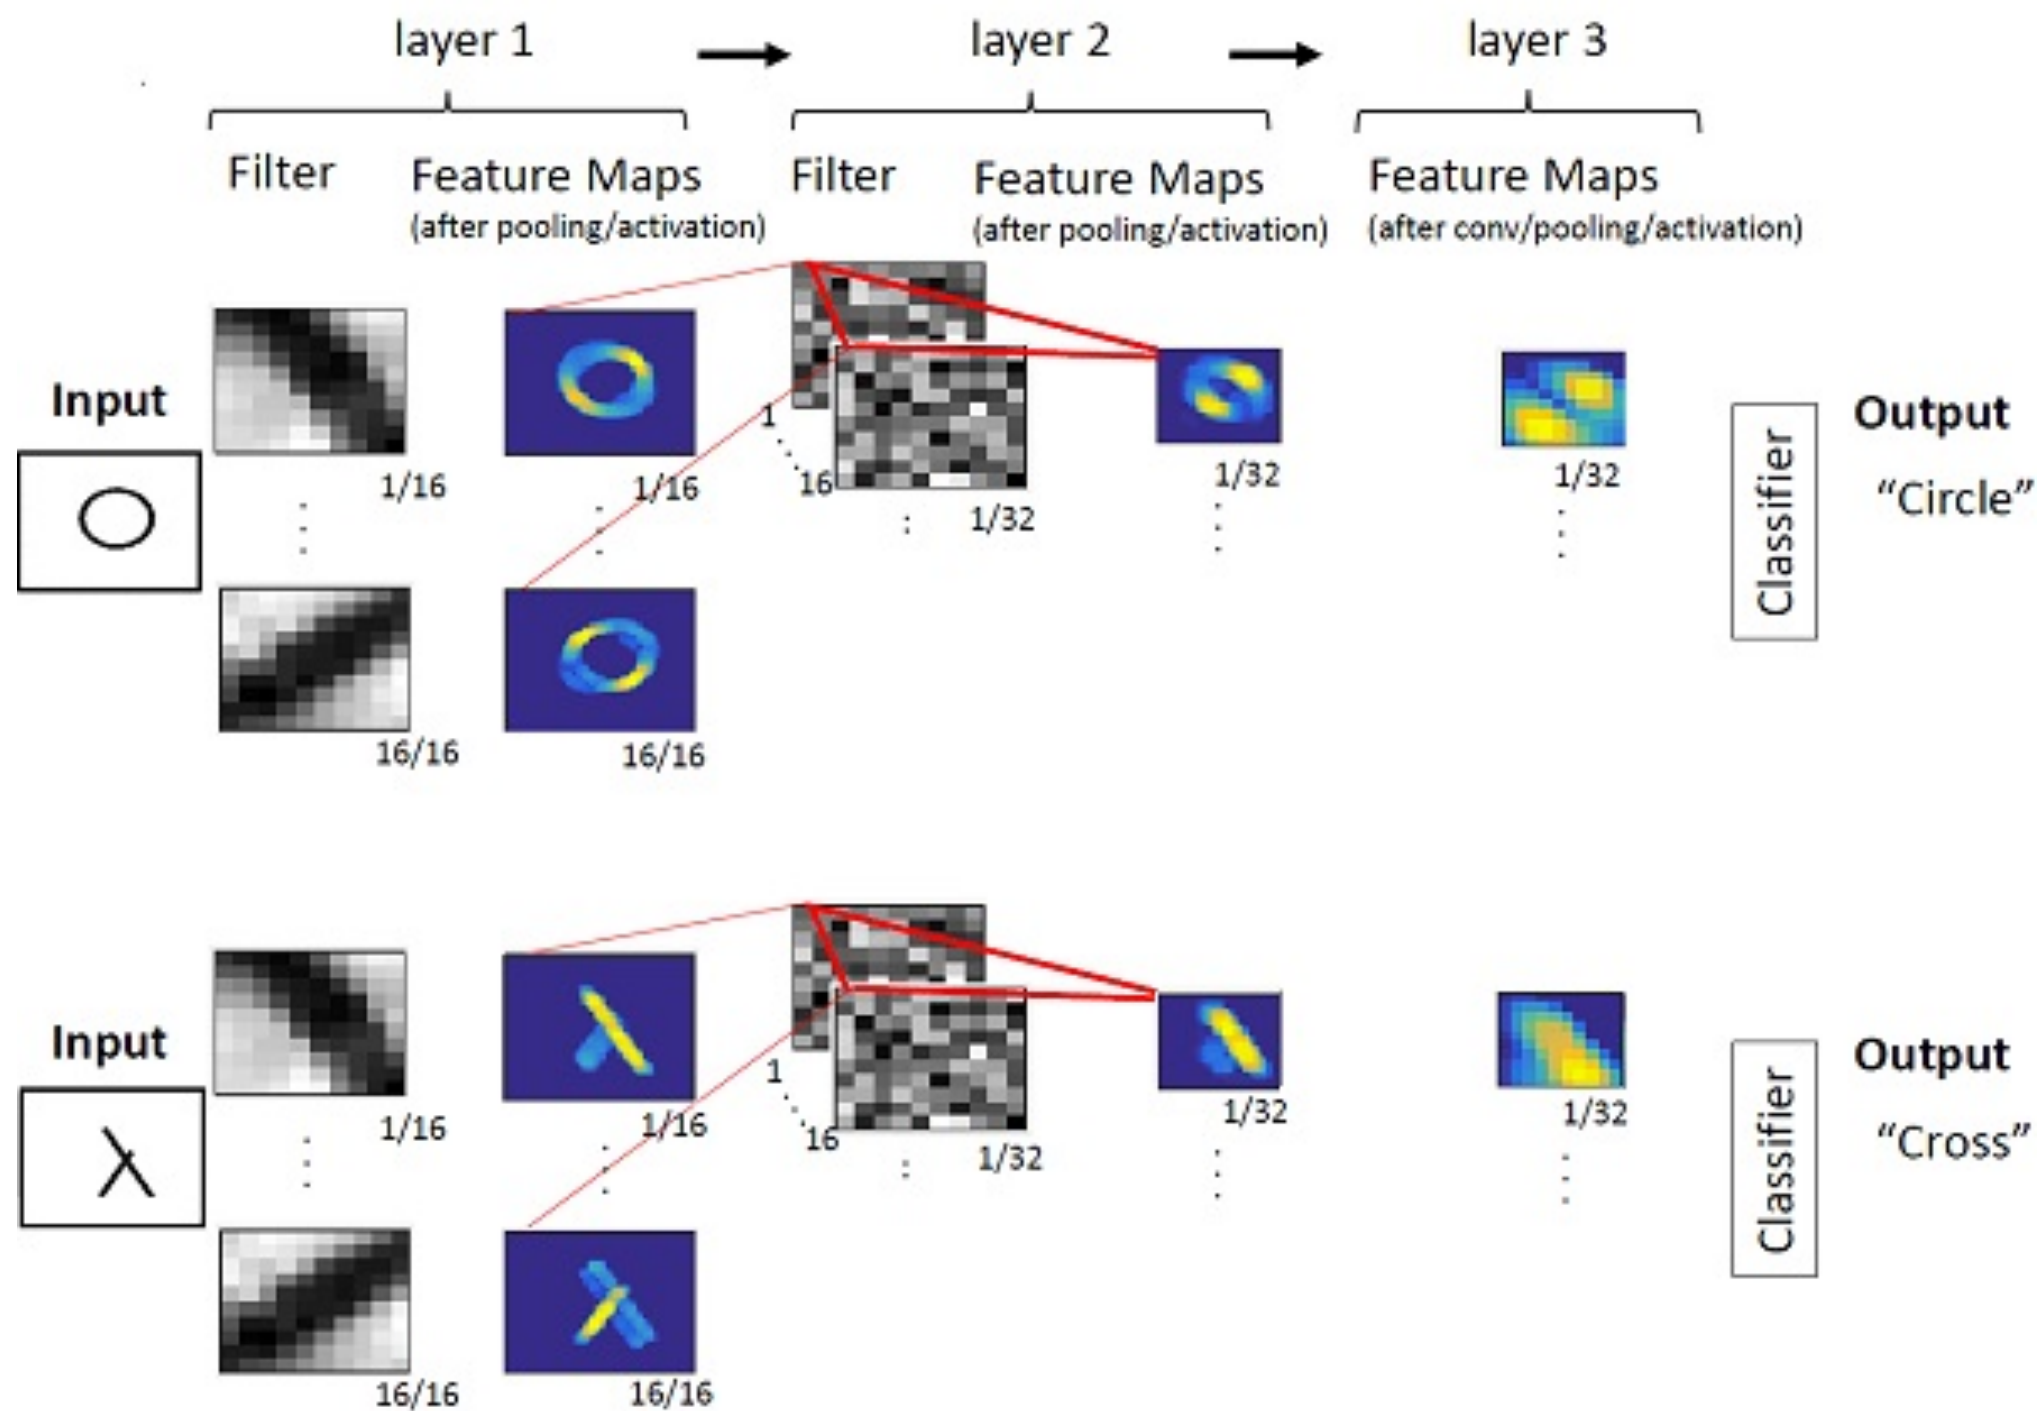 layer 1
layer 2
layer 3
Filter
Feature Maps
(after pooling/activation)
Filter
Feature Maps
(after pooling/activation)
Feature Maps
(after conv/pooling/activation)
Input
1/16
1/16
16/16
16/16
1
16
1/32
1/32
1/32
Classifier
Output
“Circle”
Input
1/16
1/16
16/16
16/16
1
16
1/32
1/32
1/32
Classifier
Output
“Cross”